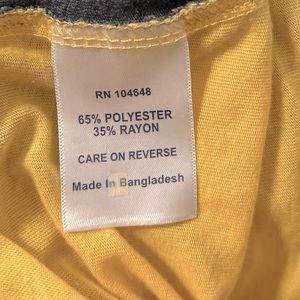 RN 104648
65% POLYESTER
35% RAYON
CARE ON REVERSE
Made In Bangladesh